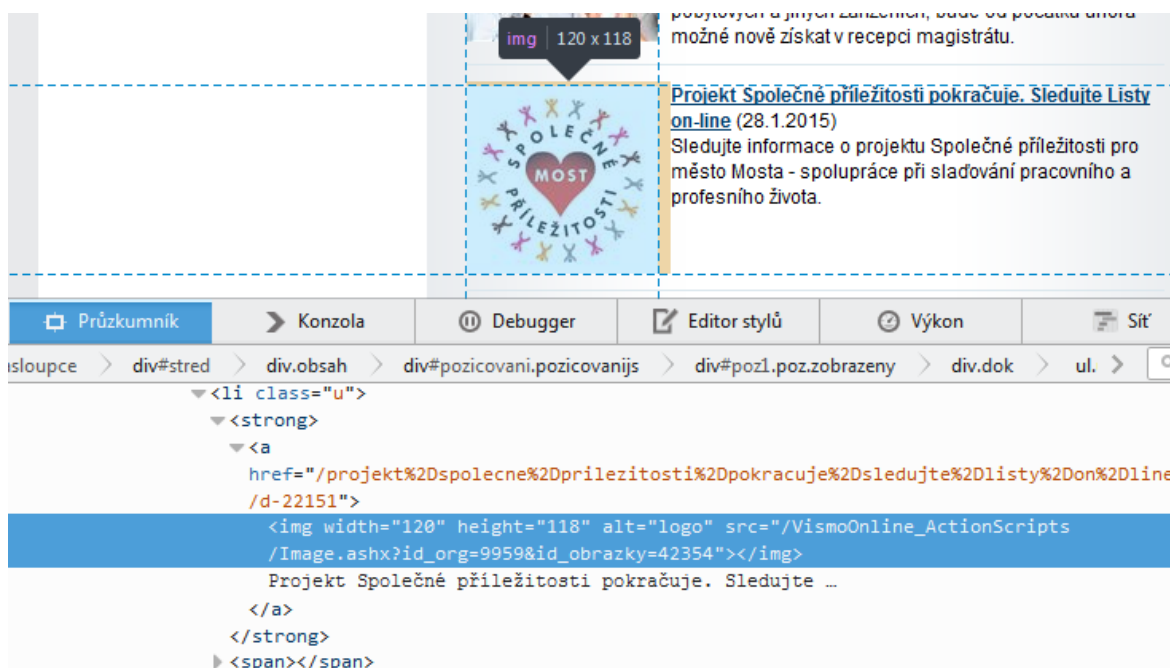 pobytových a jiných zařízeních, bude od počátku února
možné nově získat v recepci magistrátu.
img 120 x 118
Projekt Společné příležitosti pokračuje. Sledujte Listy
on-line (28.1.2015)
Sledujte informace o projektu Společné příležitosti pro
město Mosta - spolupráce při slaďování pracovního a
profesního života.
SPOLEČNÉ
MOST
PŘÍLEŽITOSTI
Průzkumník Konzola Debugger Editor stylů Výkon Síť
sloupce div#stred div.obsah div#pozicovani.pozicovanijs div#poz1.poz.zobrazeny div.dok ul.
<li class="u">
<strong>
<a
href="/projekt%2Dspolecne%2Dprilezitosti%2Dpokracuje%2Dsledujte%2Dlisty%2Don%2Dline
/d-22151">
<img width="120" height="118" alt="logo" src="/VismoOnline_ActionScripts
/Image.ashx?id_org=9959&id_obrazky=42354"></img>
Projekt Společné příležitosti pokračuje. Sledujte …
</a>
</strong>
<span></span>